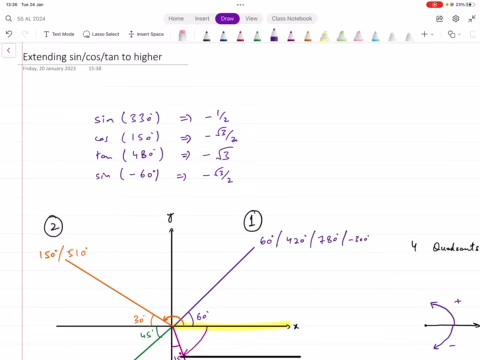 13:36 Tue 24 Jan
23%
S6 AL 2024
Home Insert Draw View Class Notebook
Text Mode Lasso Select Insert Space
Extending sin/cos/tan to higher
Friday, 20 January 2023 15:38
sin (330°) => -1/2
cos (150°) => -√3/2
tan (480°) => -√3
sin (-60°) => -√3/2
2
y
1
60°/420°/780°/-300°
150°/510°
4 Quadrants
+
30°
60°
x
45°
-